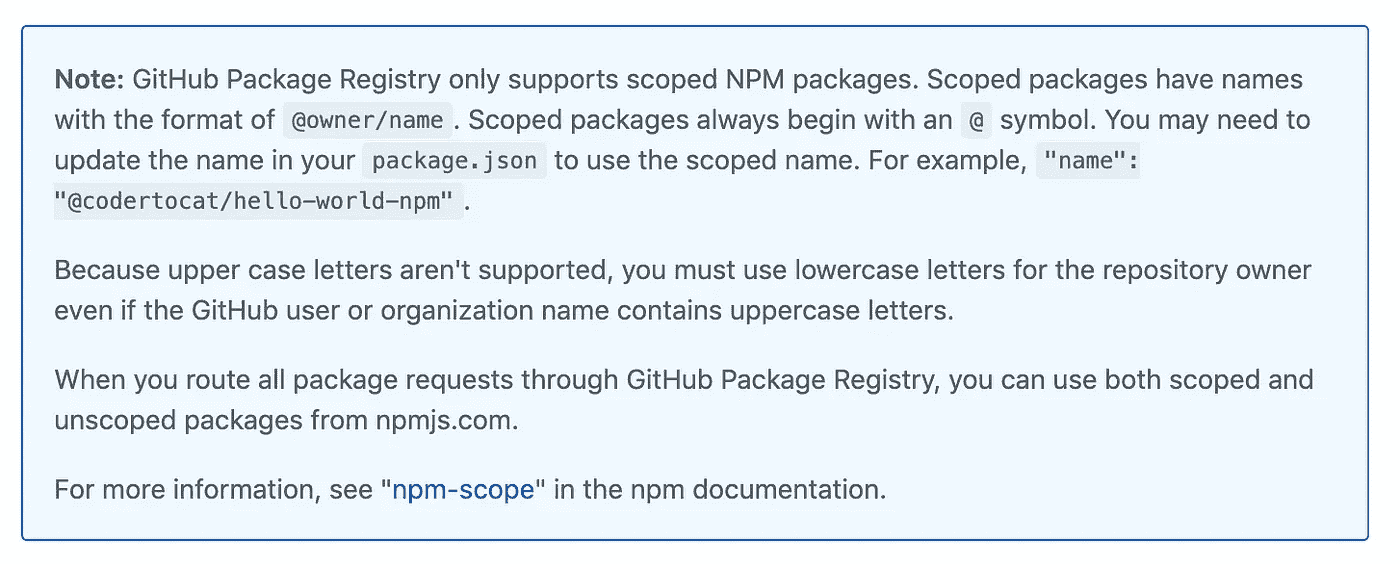 Note: GitHub Package Registry only supports scoped NPM packages. Scoped packages have names
with the format of @owner/name . Scoped packages always begin with an @ symbol. You may need to
update the name in your package.json to use the scoped name. For example, "name":
"@codertocat/hello-world-npm" .
Because upper case letters aren't supported, you must use lowercase letters for the repository owner
even if the GitHub user or organization name contains uppercase letters.
When you route all package requests through GitHub Package Registry, you can use both scoped and
unscoped packages from npmjs.com.
For more information, see "npm-scope" in the npm documentation.